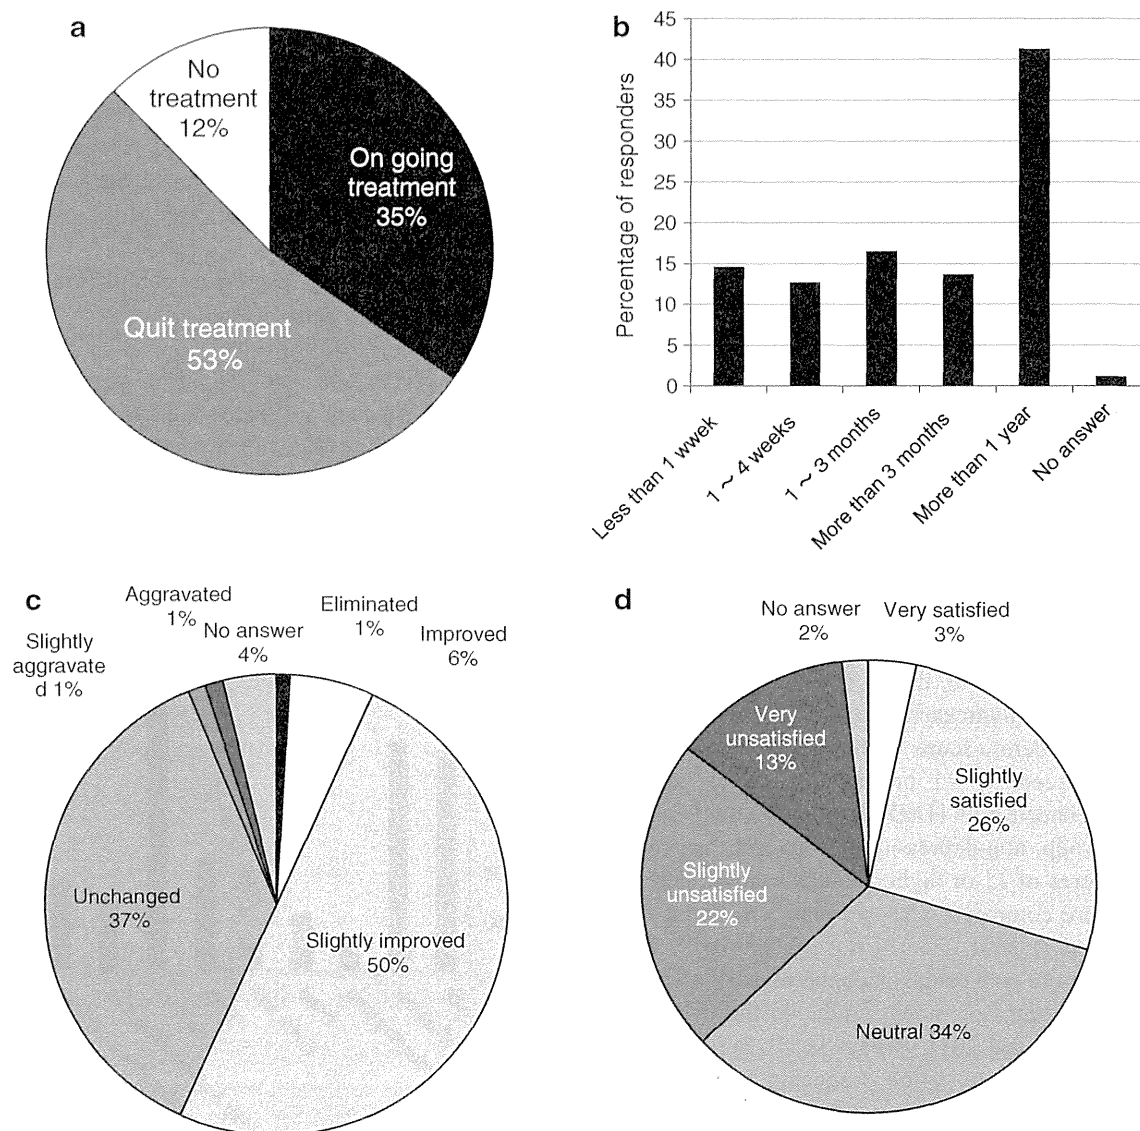 a
No
treatment
12%
On going
treatment
35%
Quit treatment
53%
b
Percentage of responders
45
40
35
30
25
20
15
10
5
0
Less than 1 wwek
1 ~ 4 weeks
1 ~ 3 months
More than 3 months
More than 1 year
No answer
c
Aggravated
1%
No answer
4%
Eliminated
1%
Improved
6%
Slightly
aggravate
d 1%
Unchanged
37%
Slightly improved
50%
d
No answer
2%
Very satisfied
3%
Very
unsatisfied
13%
Slightly
satisfied
26%
Slightly
unsatisfied
22%
Neutral 34%